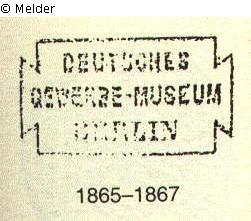 © Melder
DEUTSCHES
GEWERBE-MUSEUM
BERLIN
1865–1867